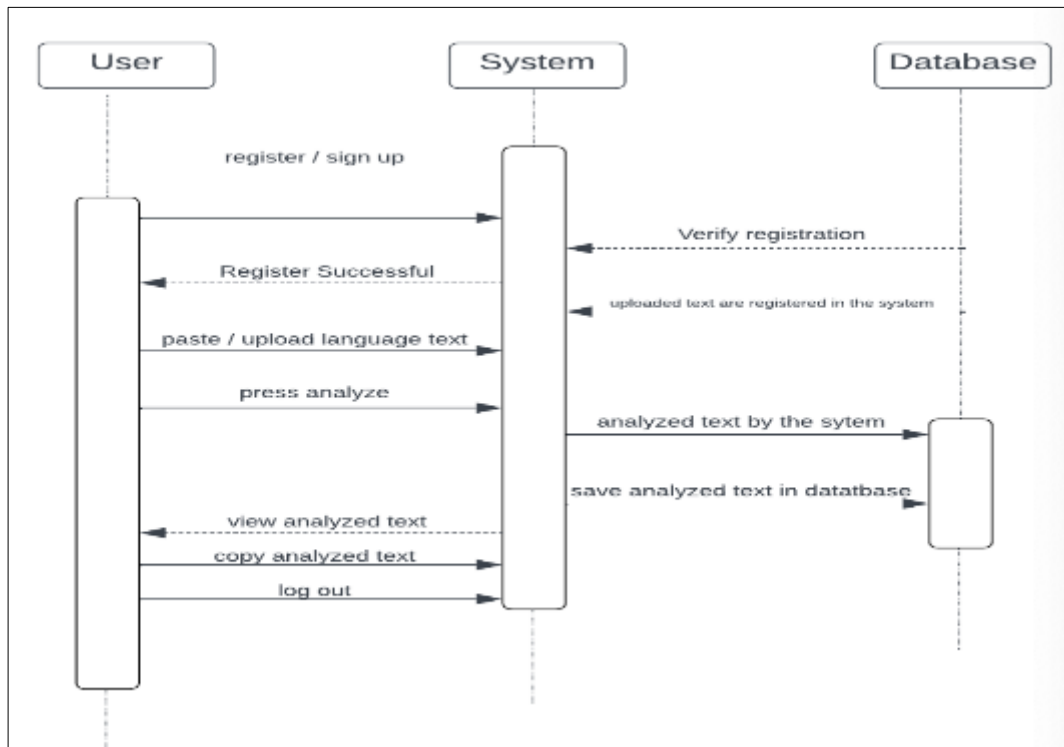 User
System
Database
register / sign up
Verify registration
Register Successful
uploaded text are registered in the system
paste / upload language text
press analyze
analyzed text by the sytem
save analyzed text in datatbase
view analyzed text
copy analyzed text
log out